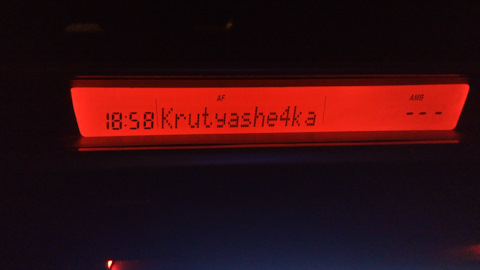 AF AMB
18:58 Krutyashe4ka ---